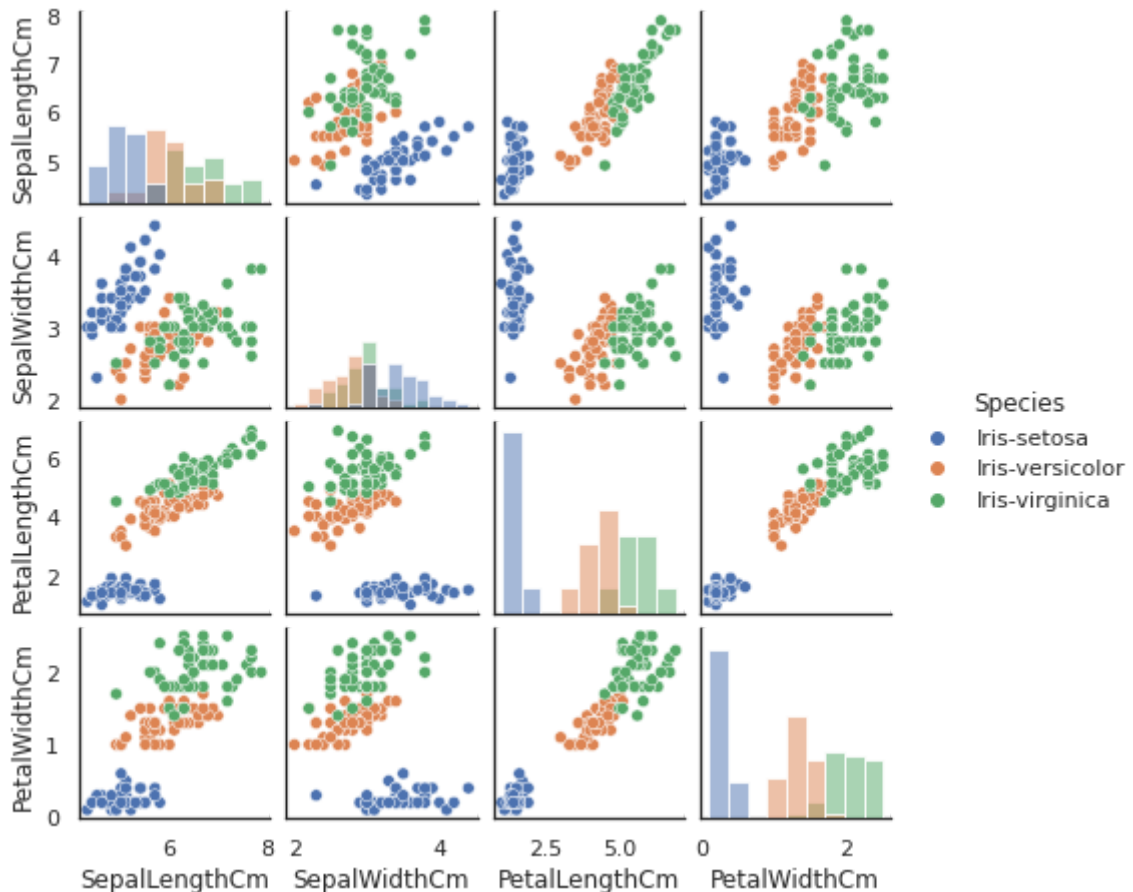 SepalLengthCm
8
7
6
5
SepalWidthCm
4
3
2
PetalLengthCm
6
4
2
PetalWidthCm
2
1
0
6 8
2 4
2.5 5.0
0 2
SepalLengthCm SepalWidthCm PetalLengthCm PetalWidthCm
Species
Iris-setosa
Iris-versicolor
Iris-virginica